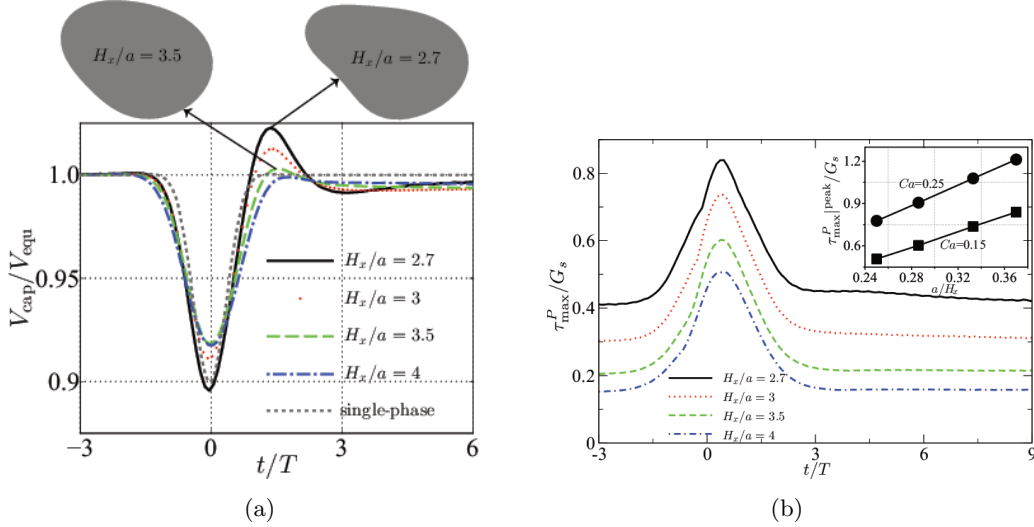 H_x/a = 3.5
H_x/a = 2.7
V_cap/V_equ
1.0
0.95
0.9
H_x/a = 2.7
H_x/a = 3
H_x/a = 3.5
H_x/a = 4
single-phase
−3 0 3 6
t/T
(a)
τ^P_max/G_s
0.8
0.6
0.4
0.2
0
H_x/a = 2.7
H_x/a = 3
H_x/a = 3.5
H_x/a = 4
-3 0 3 6 9
t/T
τ^P_max|^peak/G_s
1.2
0.9
0.6
Ca=0.25
Ca=0.15
0.24 0.28 0.32 0.36
a/H_x
(b)